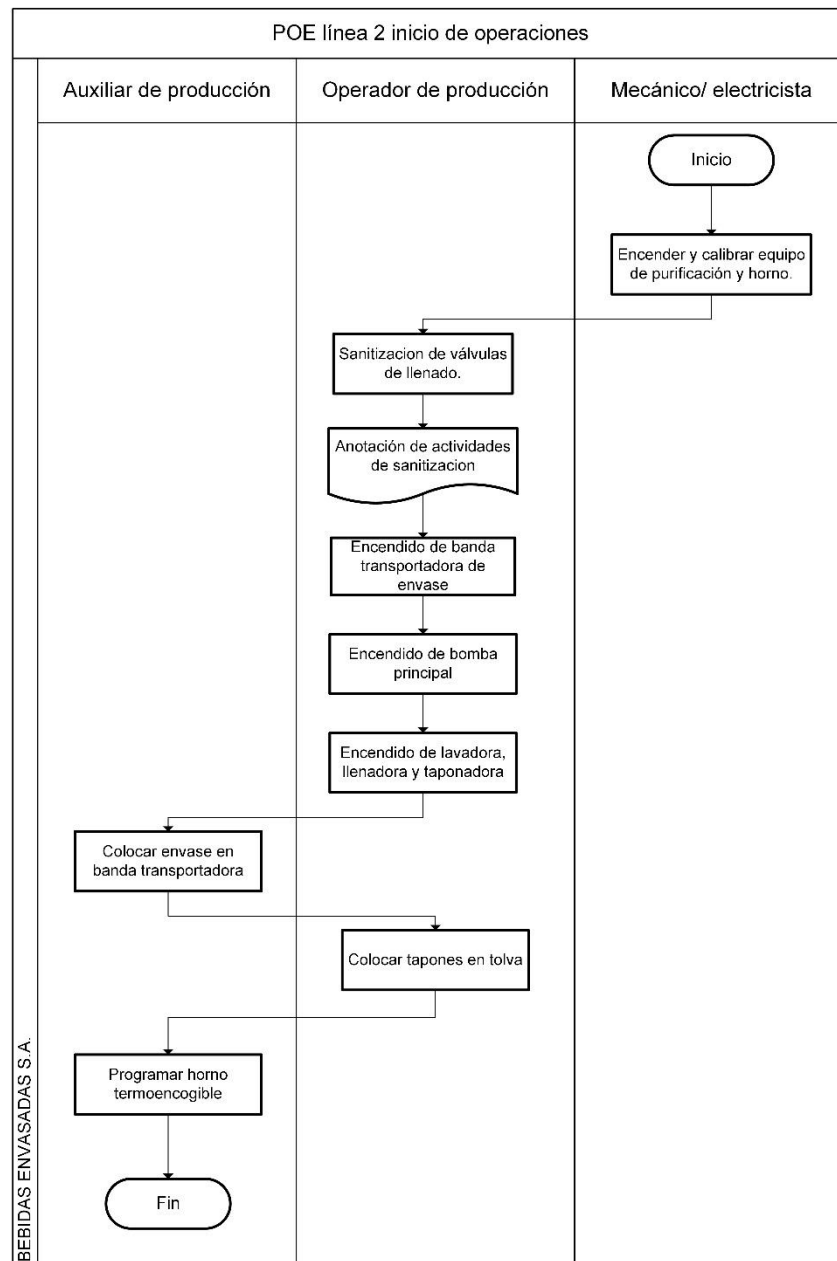 POE línea 2 inicio de operaciones
Auxiliar de producción
Operador de producción
Mecánico/ electricista
Inicio
Encender y calibrar equipo
de purificación y horno.
Sanitizacion de válvulas
de llenado.
Anotación de actividades
de sanitizacion
Encendido de banda
transportadora de
envase
Encendido de bomba
principal
Encendido de lavadora,
llenadora y taponadora
Colocar envase en
banda transportadora
Colocar tapones en tolva
Programar horno
termoencogible
Fin
BEBIDAS ENVASADAS S.A.